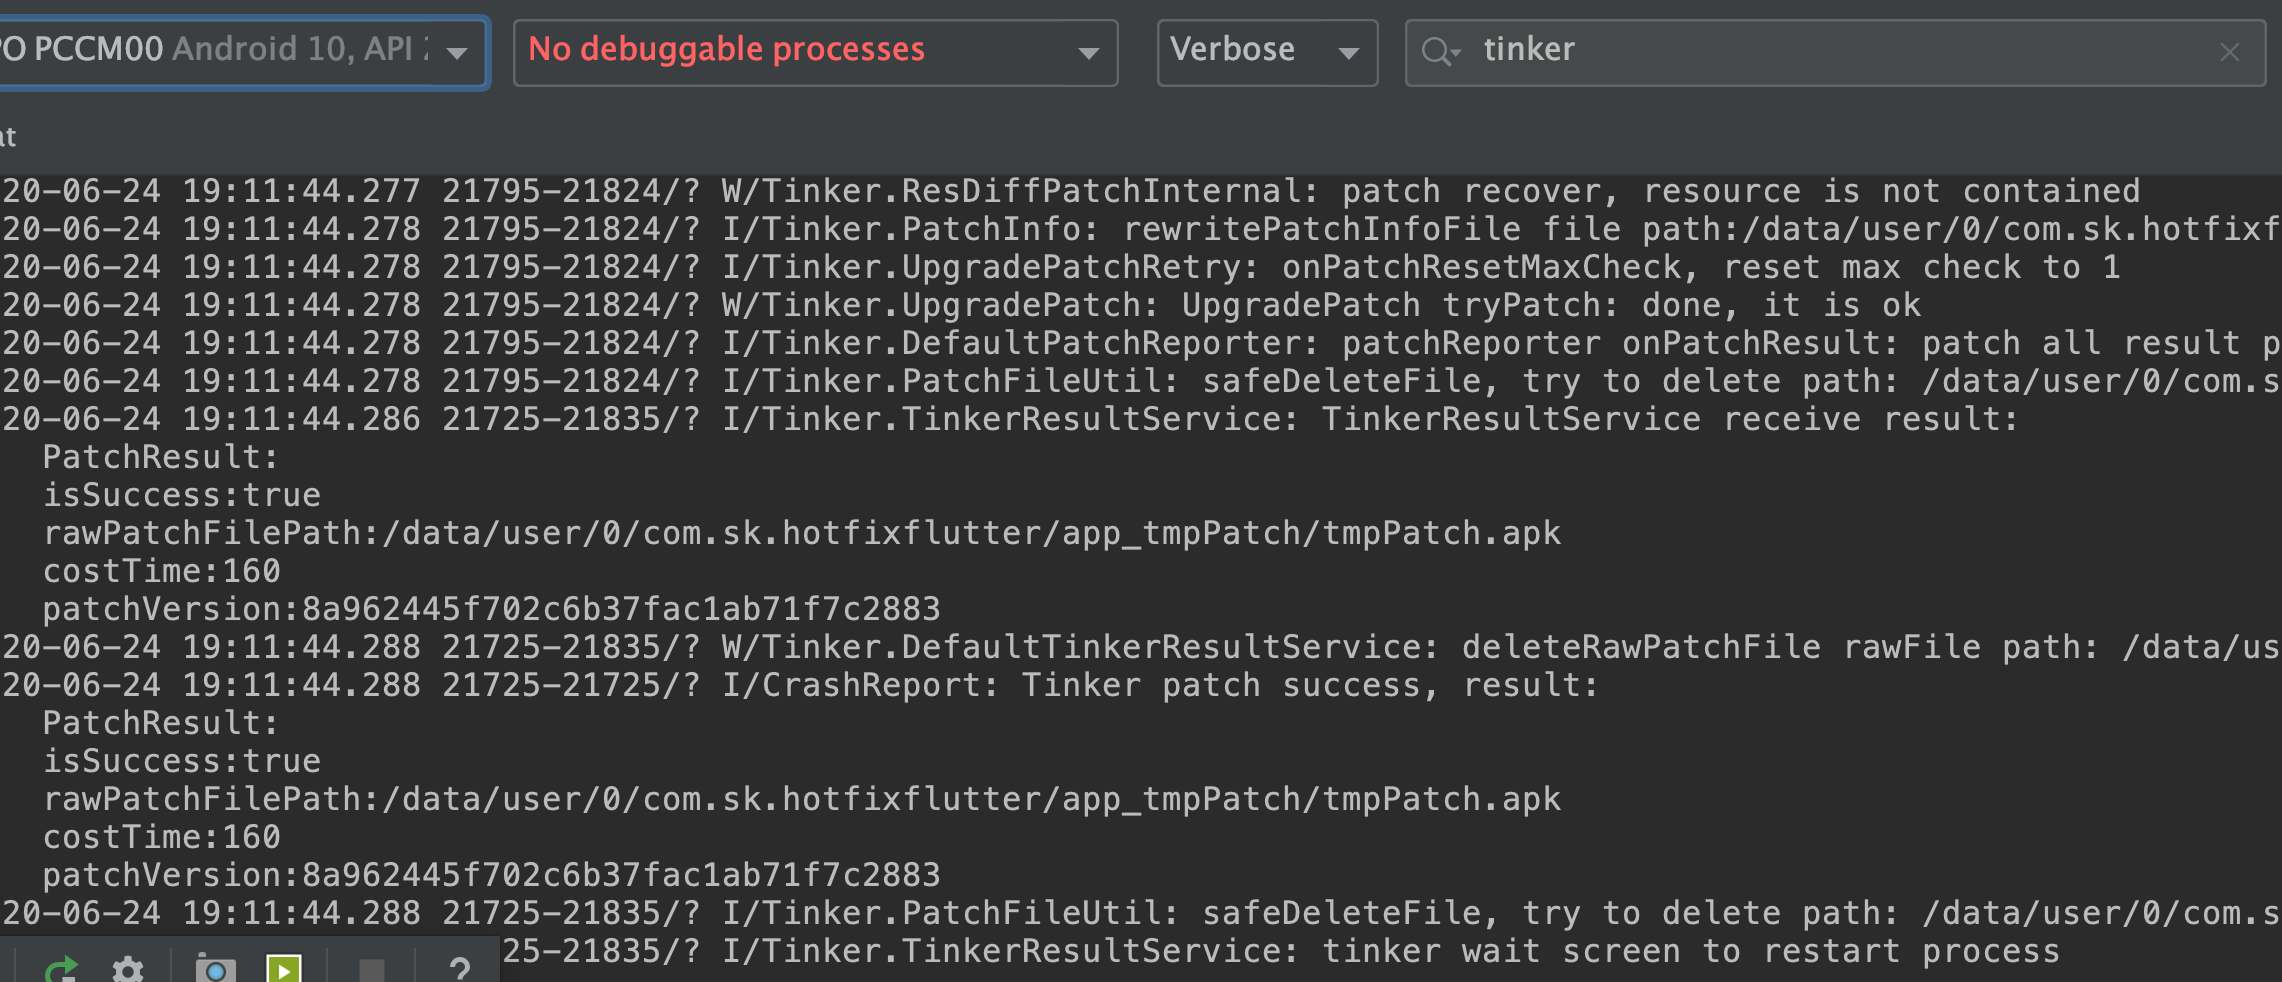 PO PCCM00 Android 10, API
No debuggable processes
Verbose
tinker
at
20-06-24 19:11:44.277 21795-21824/? W/Tinker.ResDiffPatchInternal: patch recover, resource is not contained
20-06-24 19:11:44.278 21795-21824/? I/Tinker.PatchInfo: rewritePatchInfoFile file path:/data/user/0/com.sk.hotfixf
20-06-24 19:11:44.278 21795-21824/? I/Tinker.UpgradePatchRetry: onPatchResetMaxCheck, reset max check to 1
20-06-24 19:11:44.278 21795-21824/? W/Tinker.UpgradePatch: UpgradePatch tryPatch: done, it is ok
20-06-24 19:11:44.278 21795-21824/? I/Tinker.DefaultPatchReporter: patchReporter onPatchResult: patch all result p
20-06-24 19:11:44.278 21795-21824/? I/Tinker.PatchFileUtil: safeDeleteFile, try to delete path: /data/user/0/com.s
20-06-24 19:11:44.286 21725-21835/? I/Tinker.TinkerResultService: TinkerResultService receive result:
PatchResult:
isSuccess:true
rawPatchFilePath:/data/user/0/com.sk.hotfixflutter/app_tmpPatch/tmpPatch.apk
costTime:160
patchVersion:8a962445f702c6b37fac1ab71f7c2883
20-06-24 19:11:44.288 21725-21835/? W/Tinker.DefaultTinkerResultService: deleteRawPatchFile rawFile path: /data/us
20-06-24 19:11:44.288 21725-21725/? I/CrashReport: Tinker patch success, result:
PatchResult:
isSuccess:true
rawPatchFilePath:/data/user/0/com.sk.hotfixflutter/app_tmpPatch/tmpPatch.apk
costTime:160
patchVersion:8a962445f702c6b37fac1ab71f7c2883
20-06-24 19:11:44.288 21725-21835/? I/Tinker.PatchFileUtil: safeDeleteFile, try to delete path: /data/user/0/com.s
25-21835/? I/Tinker.TinkerResultService: tinker wait screen to restart process